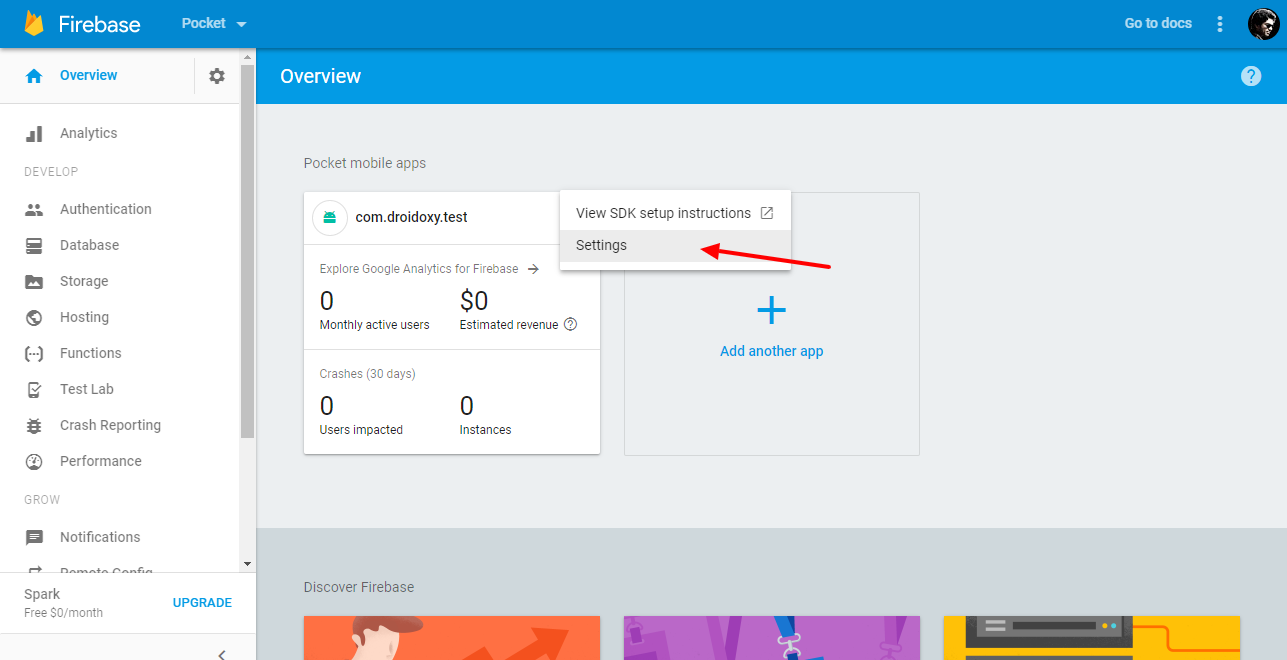 Firebase
Pocket
Go to docs
Overview
Overview
Analytics
DEVELOP
Authentication
Database
Storage
Hosting
Functions
Test Lab
Crash Reporting
Performance
GROW
Notifications
Remote Config
Spark
Free $0/month
UPGRADE
Pocket mobile apps
com.droidoxy.test
View SDK setup instructions
Settings
Explore Google Analytics for Firebase
0
$0
Monthly active users
Estimated revenue
Crashes (30 days)
0
0
Users impacted
Instances
Add another app
Discover Firebase